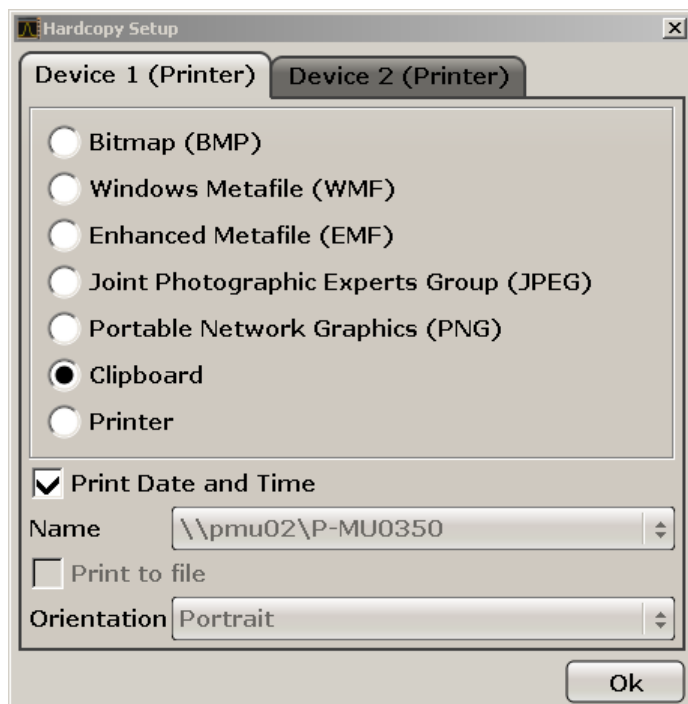 Hardcopy Setup
Device 1 (Printer) Device 2 (Printer)
Bitmap (BMP)
Windows Metafile (WMF)
Enhanced Metafile (EMF)
Joint Photographic Experts Group (JPEG)
Portable Network Graphics (PNG)
Clipboard
Printer
Print Date and Time
Name \\pmu02\P-MU0350
Print to file
Orientation Portrait
Ok